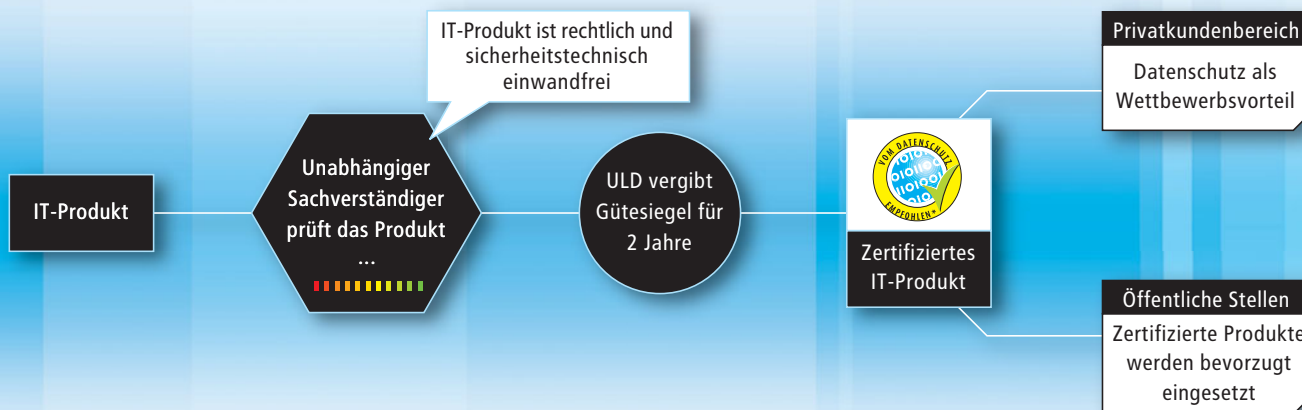 IT-Produkt
IT-Produkt ist rechtlich und
sicherheitstechnisch
einwandfrei
Unabhängiger
Sachverständiger
prüft das Produkt
...
ULD vergibt
Gütesiegel für
2 Jahre
VOM DATENSCHUTZ
EMPFOHLEN*
Zertifiziertes
IT-Produkt
Privatkundenbereich
Datenschutz als
Wettbewerbsvorteil
Öffentliche Stellen
Zertifizierte Produkte
werden bevorzugt
eingesetzt